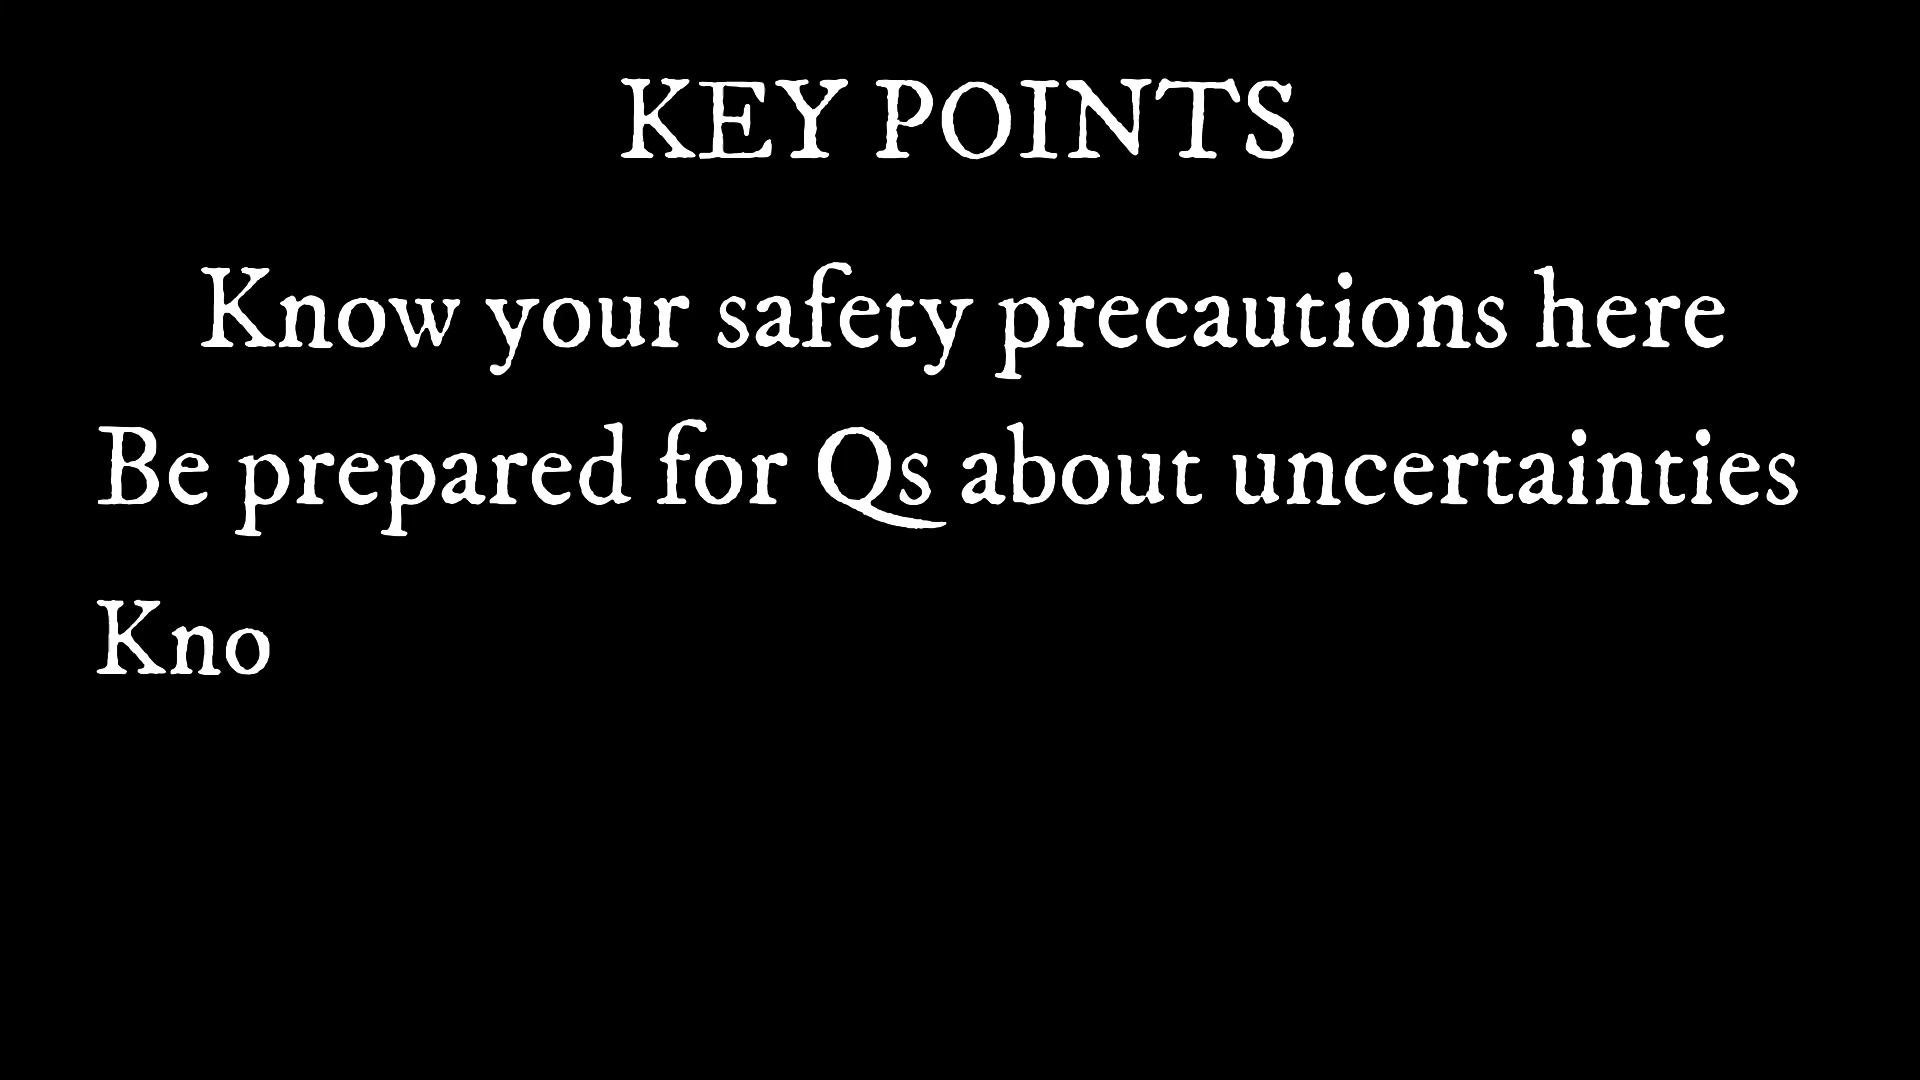 KEY POINTS
Know your safety precautions here
Be prepared for Qs about uncertainties
Kno